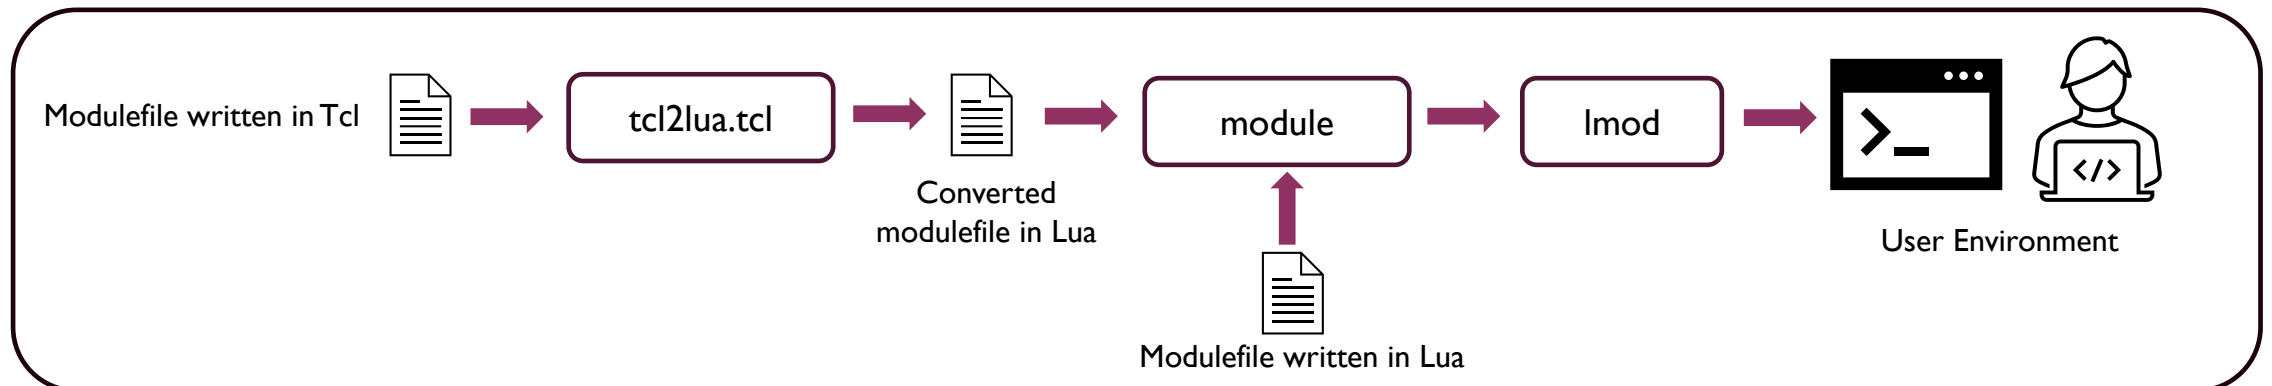 Modulefile written in Tcl
tcl2lua.tcl
Converted
modulefile in Lua
module
Modulefile written in Lua
lmod
>_
</>
User Environment